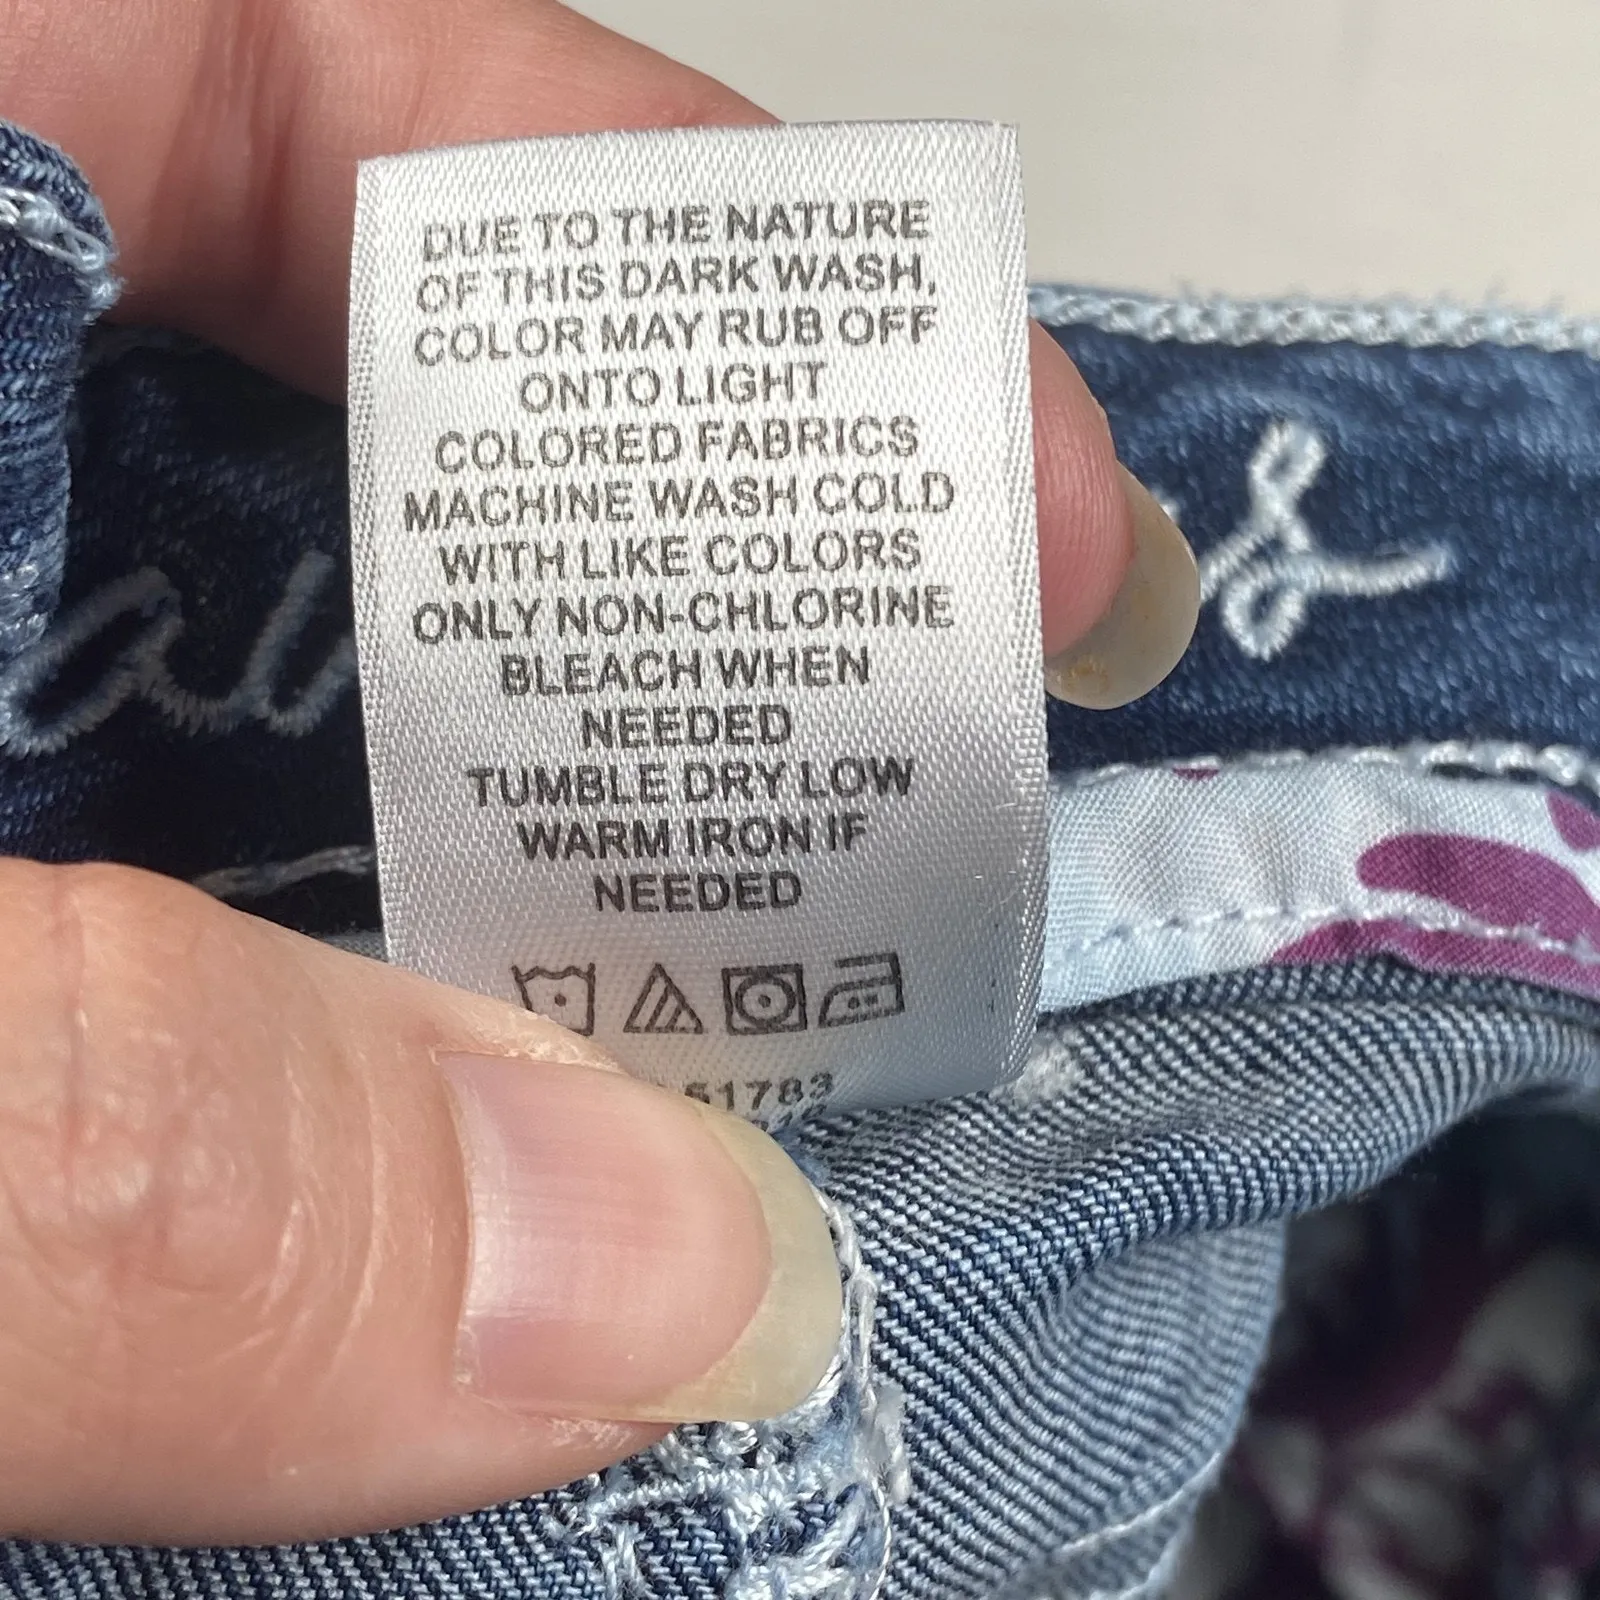 DUE TO THE NATURE
OF THIS DARK WASH,
COLOR MAY RUB OFF
ONTO LIGHT
COLORED FABRICS
MACHINE WASH COLD
WITH LIKE COLORS
ONLY NON-CHLORINE
BLEACH WHEN
NEEDED
TUMBLE DRY LOW
WARM IRON IF
NEEDED
51783